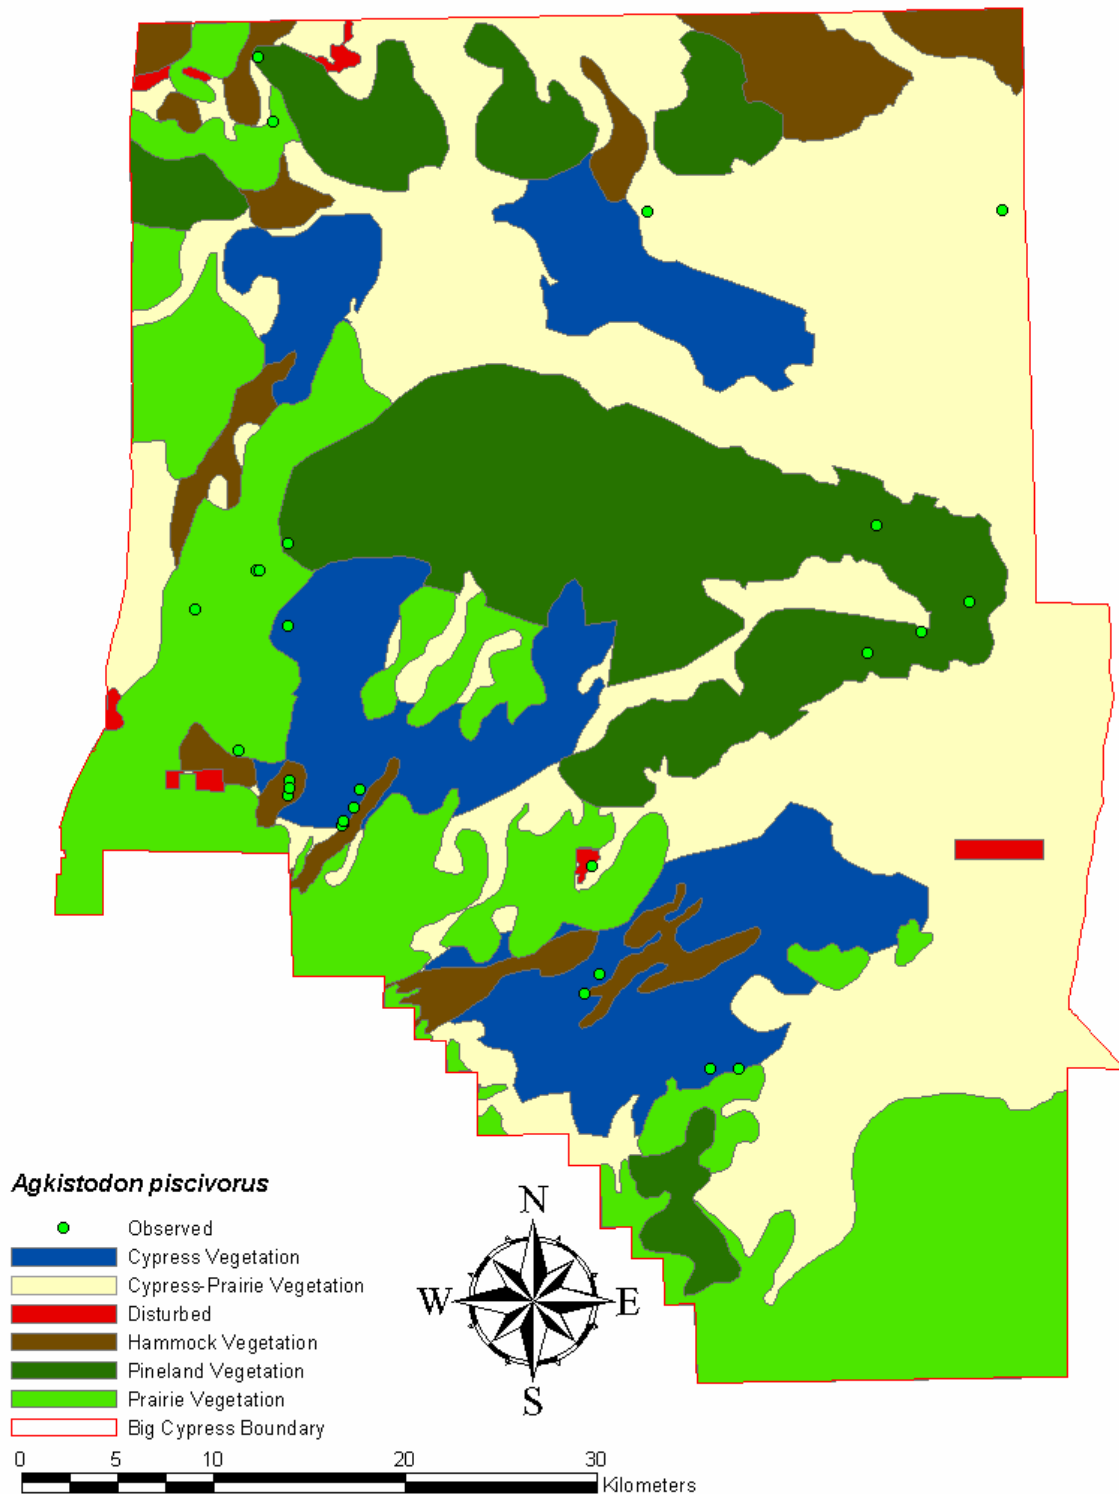 Agkistodon piscivorus
Observed
Cypress Vegetation
Cypress-Prairie Vegetation
Disturbed
Hammock Vegetation
Pineland Vegetation
Prairie Vegetation
Big Cypress Boundary
N
W E
S
0 5 10 20 30
Kilometers